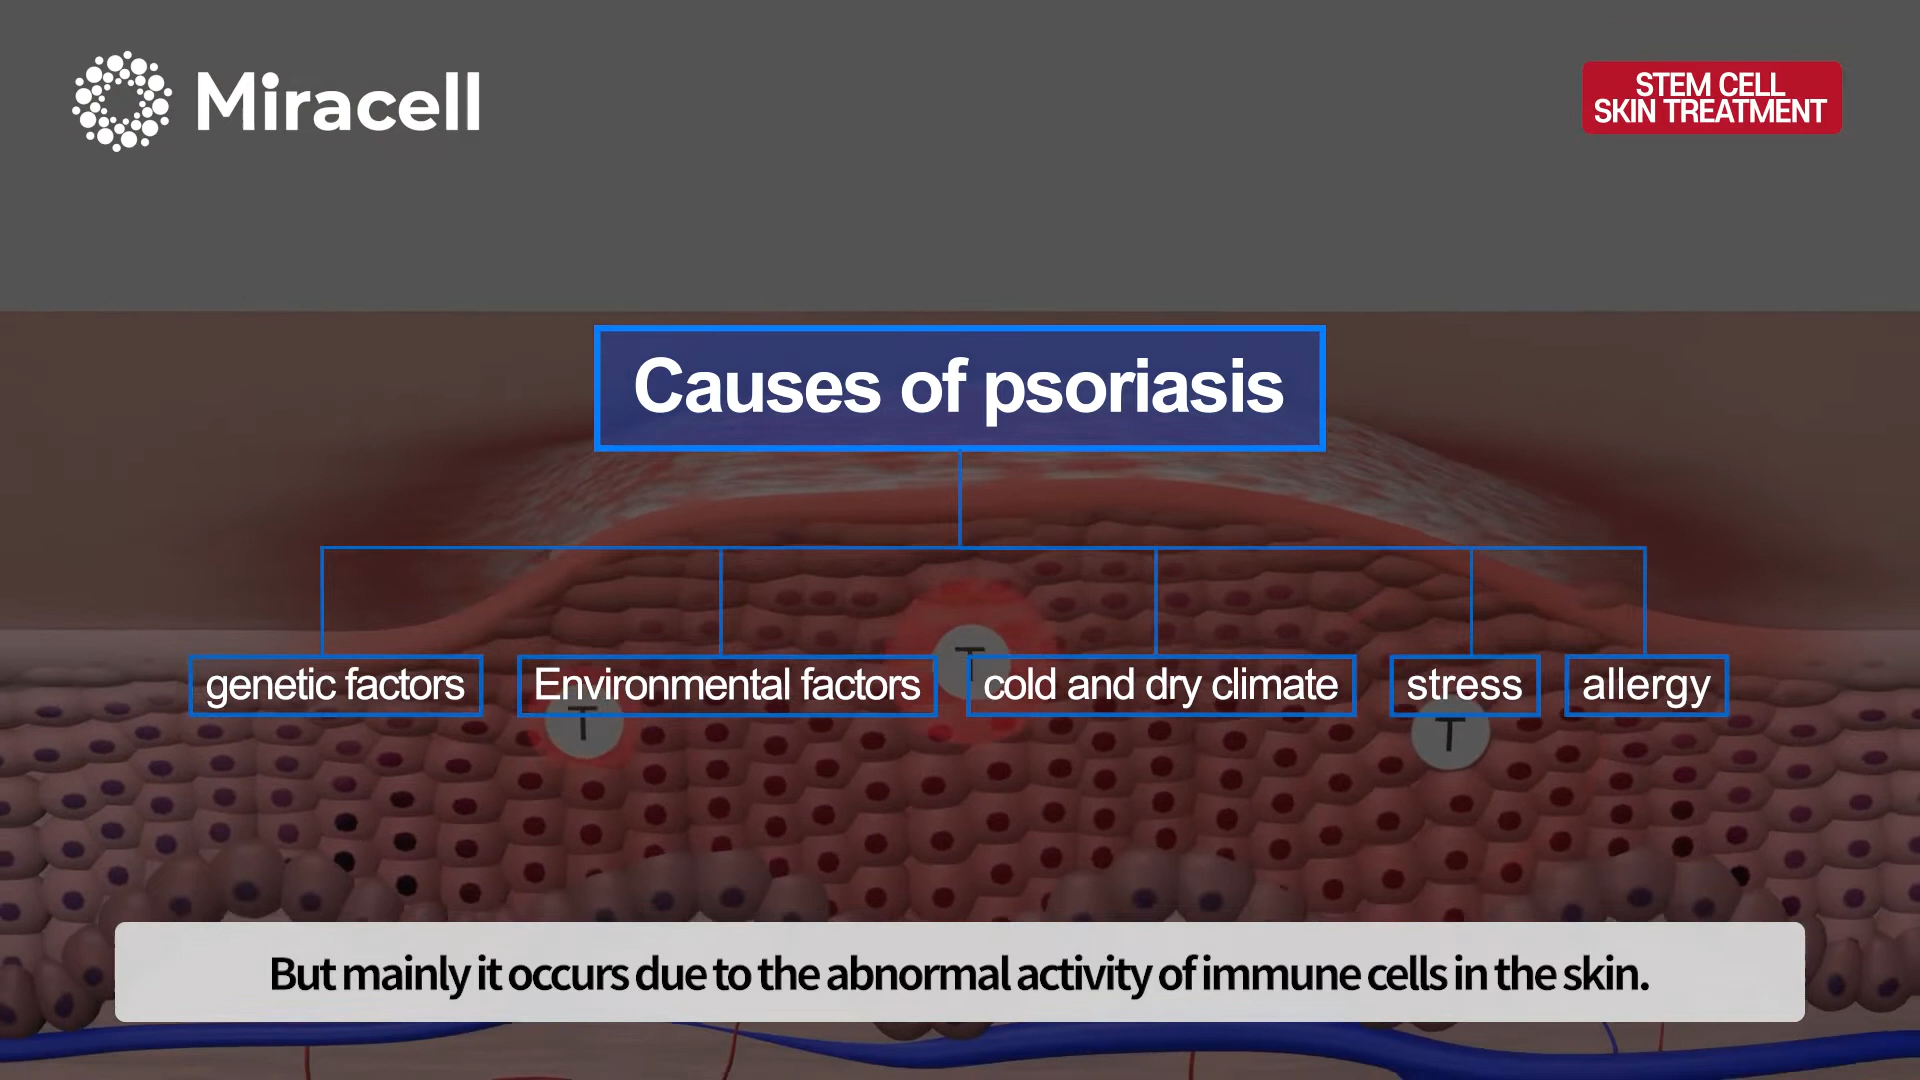 Miracell
STEM CELL
SKIN TREATMENT
Causes of psoriasis
genetic factors
Environmental factors
cold and dry climate
stress
allergy
T
T
T
But mainly it occurs due to the abnormal activity of immune cells in the skin.